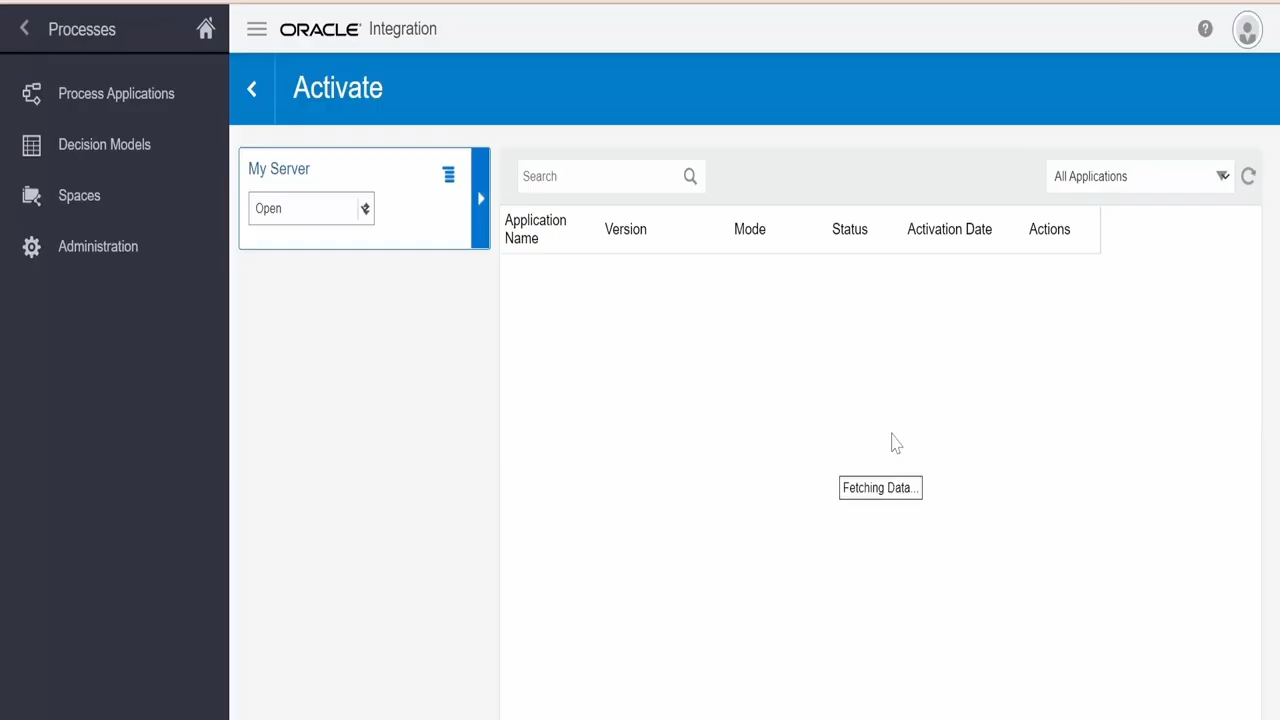 Processes
ORACLE Integration
Process Applications
Decision Models
Spaces
Administration
Activate
My Server
Open
Search
All Applications
Application Name
Version
Mode
Status
Activation Date
Actions
Fetching Data...